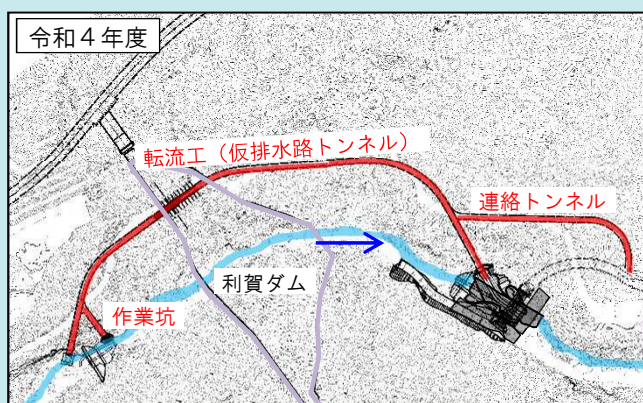 令和４年度
転流工（仮排水路トンネル）
連絡トンネル
利賀ダム
作業坑